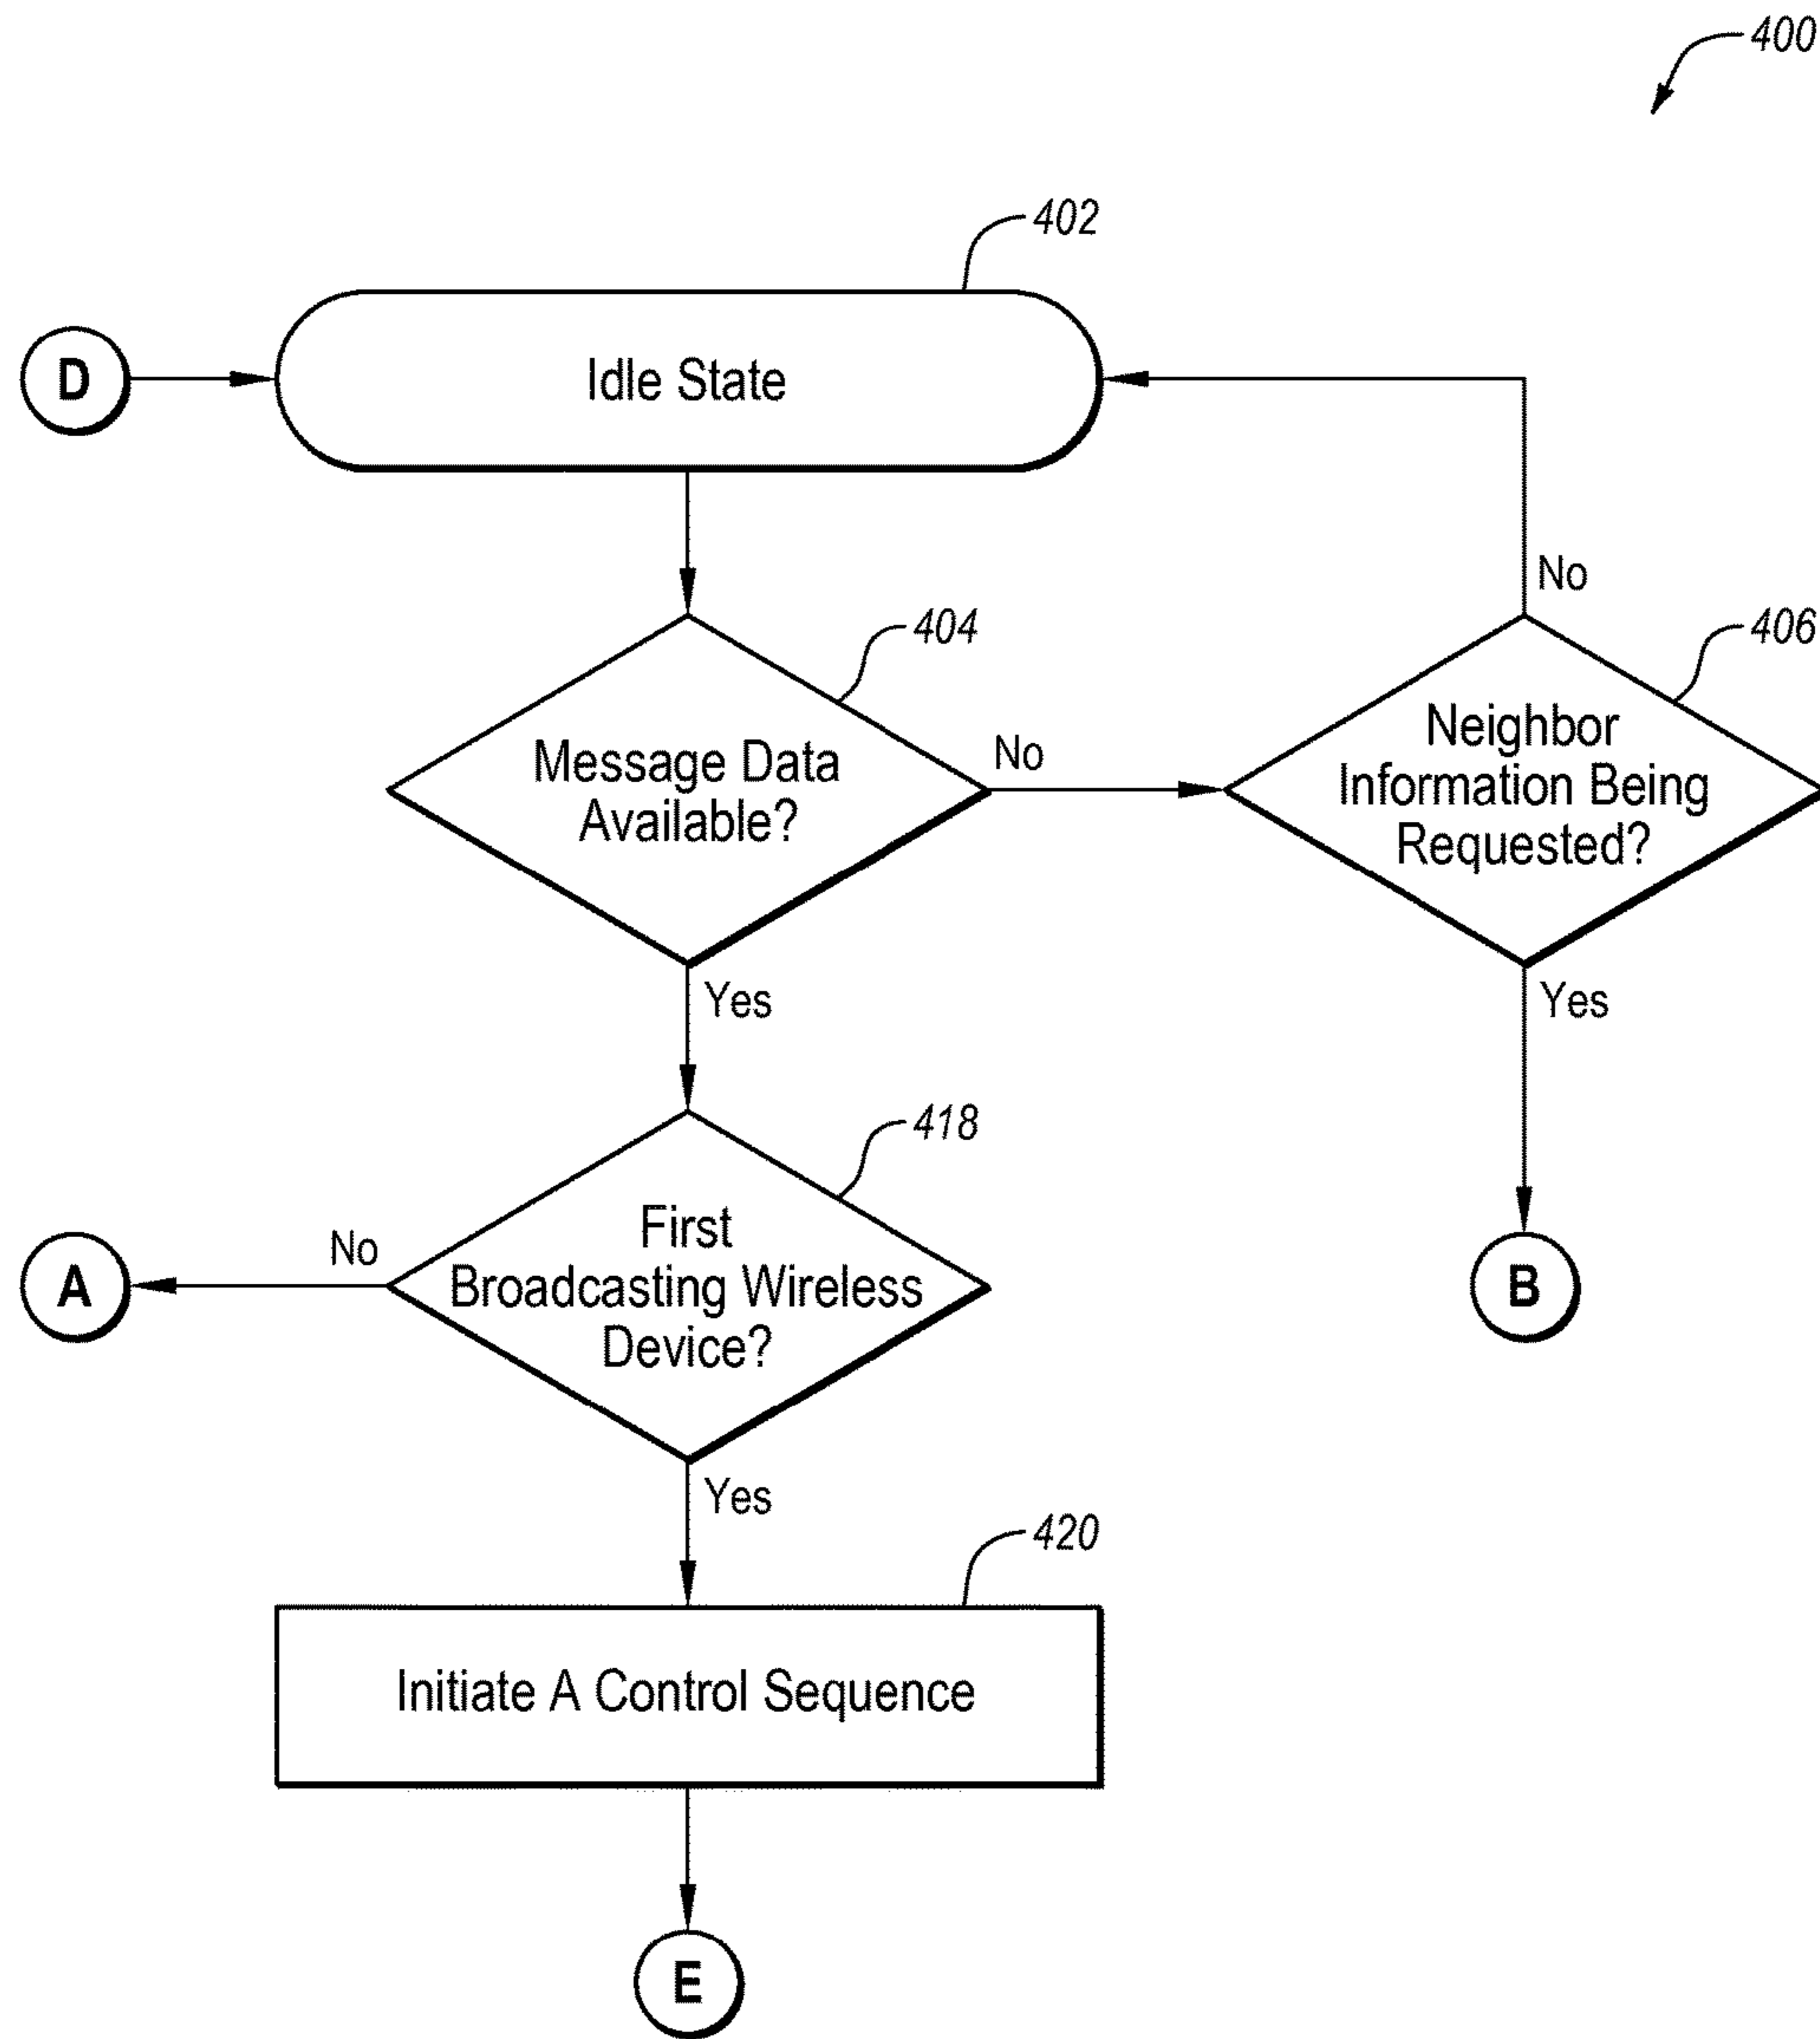 400
402
D
Idle State
No
404
406
Message Data
Available?
No
Neighbor
Information Being
Requested?
Yes
Yes
418
First
Broadcasting Wireless
Device?
No
A
B
Yes
420
Initiate A Control Sequence
E